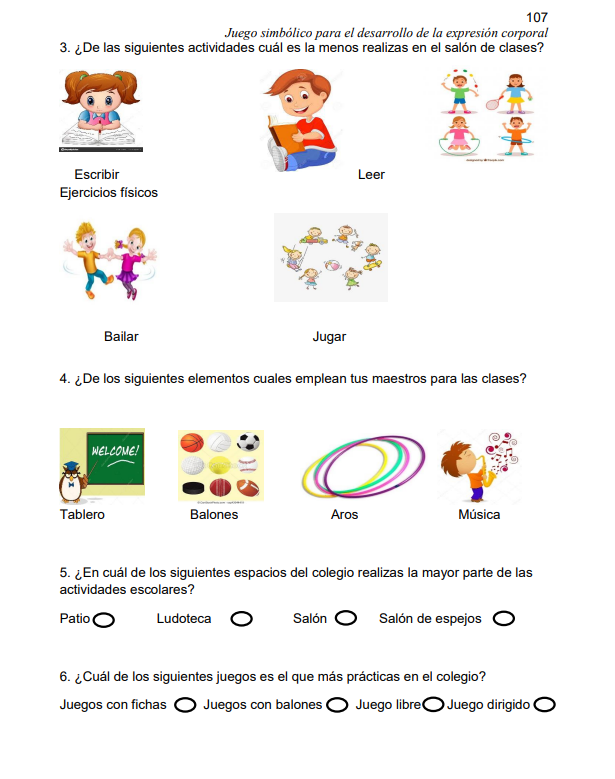 107
Juego simbólico para el desarrollo de la expresión corporal
3. ¿De las siguientes actividades cuál es la menos realizas en el salón de clases?
Escribir Leer
Ejercicios físicos
Bailar Jugar
4. ¿De los siguientes elementos cuales emplean tus maestros para las clases?
WELCOME!
Tablero Balones Aros Música
5. ¿En cuál de los siguientes espacios del colegio realizas la mayor parte de las
actividades escolares?
Patio Ludoteca Salón Salón de espejos
6. ¿Cuál de los siguientes juegos es el que más prácticas en el colegio?
Juegos con fichas Juegos con balones Juego libre Juego dirigido